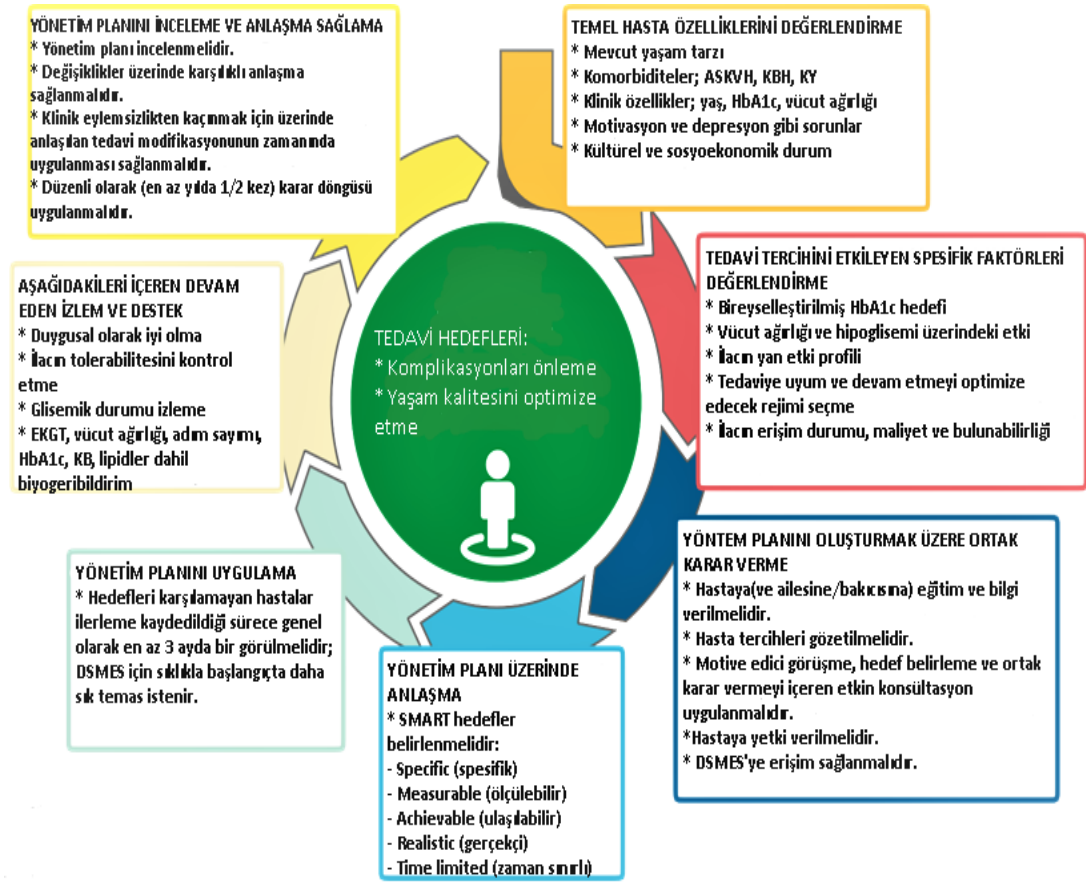 YÖNETİM PLANINI İNCELEME VE ANLAŞMA SAĞLAMA
* Yönetim planı incelenmelidir.
* Değişiklikler üzerinde karşılıklı anlaşma
sağlanmalıdır.
* Klinik eylemsizlikten kaçınmak için üzerinde
anlaşılan tedavi modifikasyonunun zamanında
uygulanması sağlanmalıdır.
* Düzenli olarak (en az yılda 1/2 kez) karar döngüsü
uygulanmalıdır.
TEMEL HASTA ÖZELLİKLERİNİ DEĞERLENDİRME
* Mevcut yaşam tarzı
* Komorbiditeler; ASKVH, KBH, KY
* Klinik özellikler; yaş, HbA1c, vücut ağırlığı
* Motivasyon ve depresyon gibi sorunlar
* Kültürel ve sosyoekonomik durum
TEDAVİ TERCİHİNİ ETKİLEYEN SPESİFİK FAKTÖRLERİ
DEĞERLENDİRME
* Bireyselleştirilmiş HbA1c hedefi
* Vücut ağırlığı ve hipoglisemi üzerindeki etki
* İlacın yan etki profili
* Tedaviye uyum ve devam etmeyi optimize
edecek rejimi seçme
* İlacın erişim durumu, maliyet ve bulunabilirliği
YÖNTEM PLANINI OLUŞTURMAK ÜZERE ORTAK
KARAR VERME
* Hastaya(ve ailesine/bakıcısına) eğitim ve bilgi
verilmelidir.
* Hasta tercihleri gözetilmelidir.
* Motive edici görüşme, hedef belirleme ve ortak
karar vermeyi içeren etkin konsültasyon
uygulanmalıdır.
*Hastaya yetki verilmelidir.
* DSMES'ye erişim sağlanmalıdır.
YÖNETİM PLANI ÜZERİNDE
ANLAŞMA
* SMART hedefler
belirlenmelidir:
- Specific (spesifik)
- Measurable (ölçülebilir)
- Achievable (ulaşılabilir)
- Realistic (gerçekçi)
- Time limited (zaman sınırlı)
YÖNETİM PLANINI UYGULAMA
* Hedefleri karşılamayan hastalar
ilerleme kaydedildiği sürece genel
olarak en az 3 ayda bir görülmelidir;
DSMES için sıklıkla başlangıçta daha
sık temas istenir.
AŞAĞIDAKİLERİ İÇEREN DEVAM
EDEN İZLEM VE DESTEK
* Duygusal olarak iyi olma
* İlacın tolerabilitesini kontrol
etme
* Glisemik durumu izleme
* EKGT, vücut ağırlığı, adım sayımı,
HbA1c, KB, lipidler dahil
biyogeribildirim
TEDAVİ HEDEFLERİ:
* Komplikasyonları önleme
* Yaşam kalitesini optimize
etme